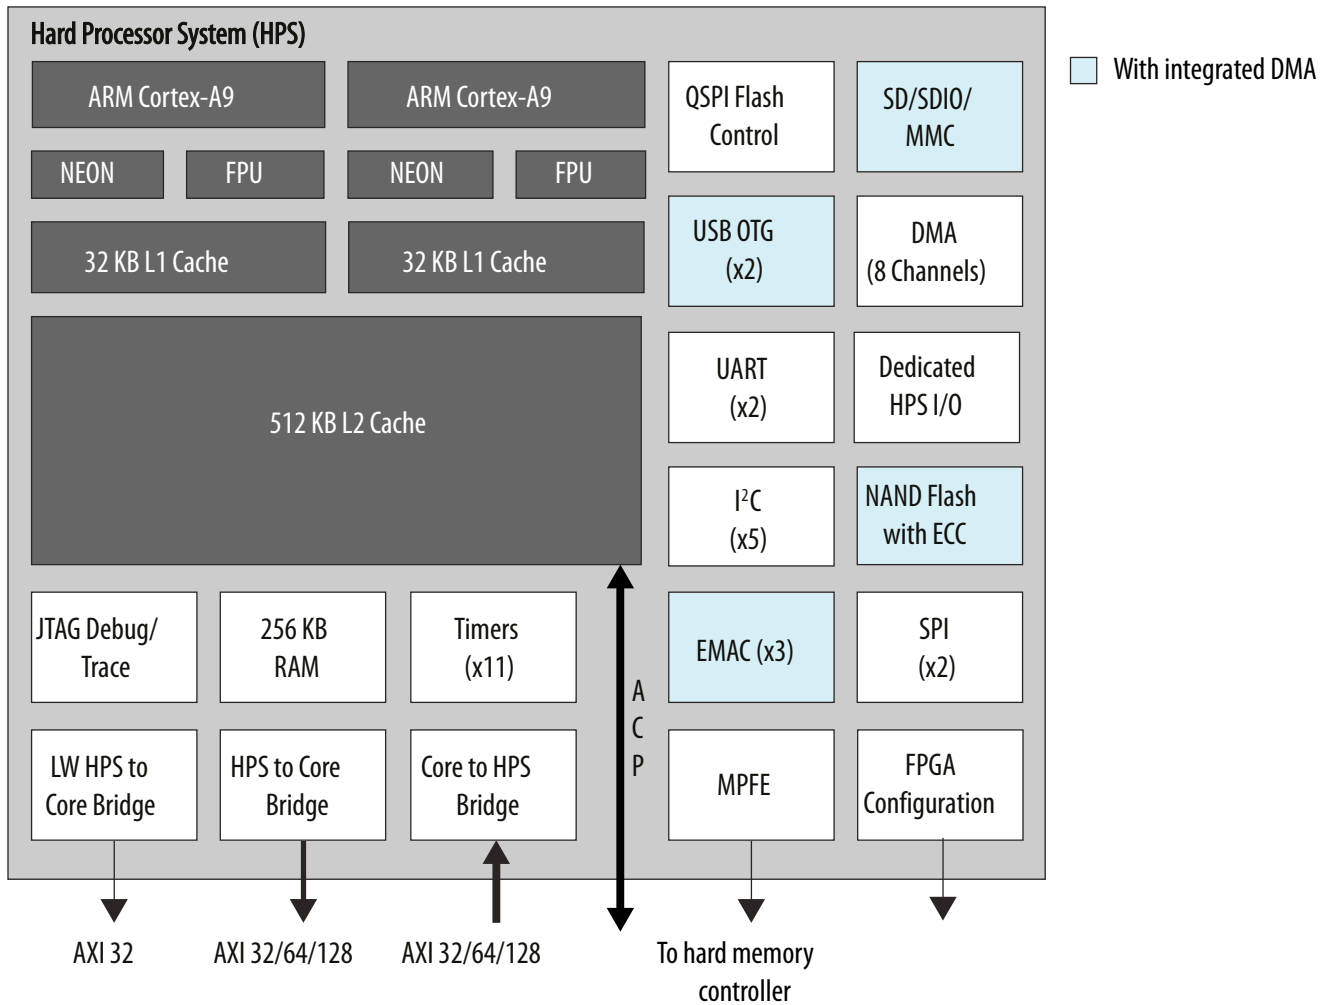 Hard Processor System (HPS)
With integrated DMA
ARM Cortex-A9
ARM Cortex-A9
NEON
FPU
NEON
FPU
32 KB L1 Cache
32 KB L1 Cache
512 KB L2 Cache
QSPI Flash
Control
SD/SDIO/
MMC
USB OTG
(x2)
DMA
(8 Channels)
UART
(x2)
Dedicated
HPS I/O
I²C
(x5)
NAND Flash
with ECC
JTAG Debug/
Trace
256 KB
RAM
Timers
(x11)
A
C
P
EMAC (x3)
SPI
(x2)
LW HPS to
Core Bridge
HPS to Core
Bridge
Core to HPS
Bridge
MPFE
FPGA
Configuration
AXI 32
AXI 32/64/128
AXI 32/64/128
To hard memory
controller